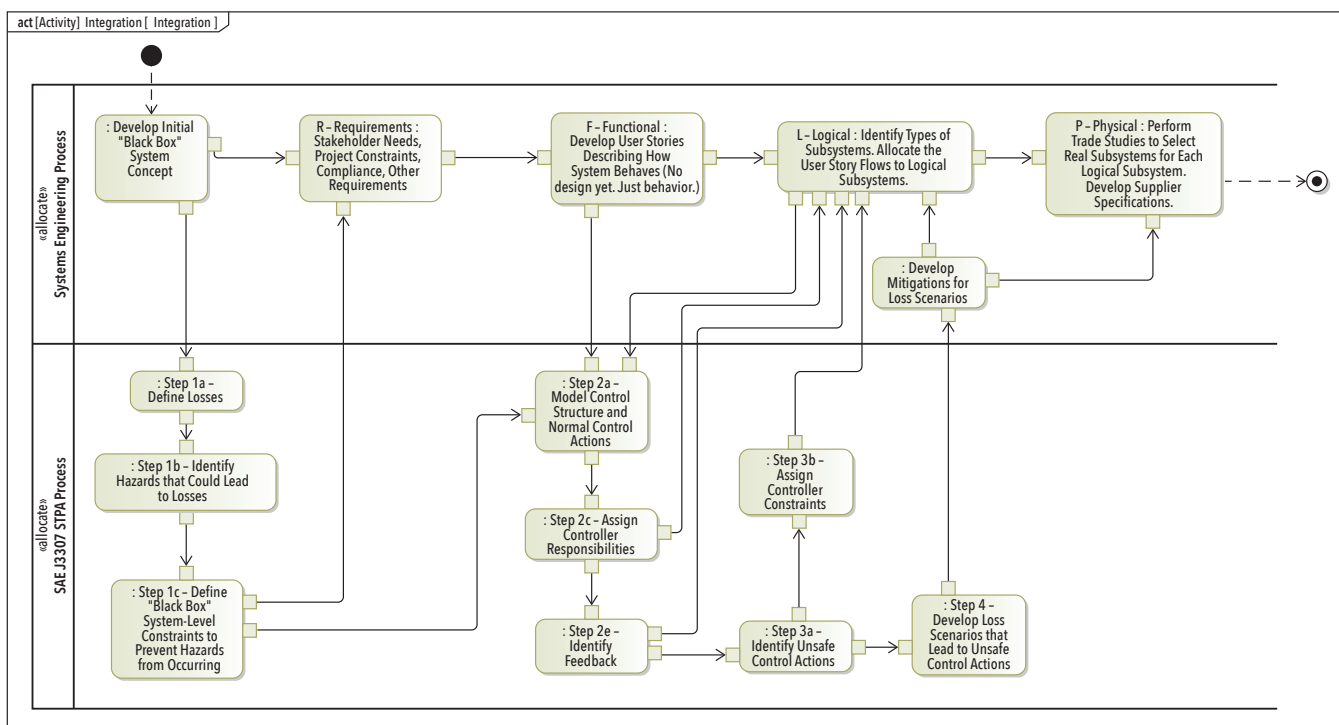 act [Activity] Integration [ Integration ]
«allocate»
Systems Engineering Process
: Develop Initial
"Black Box"
System
Concept
R – Requirements :
Stakeholder Needs,
Project Constraints,
Compliance, Other
Requirements
F – Functional :
Develop User Stories
Describing How
System Behaves (No
design yet. Just behavior.)
L – Logical : Identify Types of
Subsystems. Allocate the
User Story Flows to Logical
Subsystems.
P – Physical : Perform
Trade Studies to Select
Real Subsystems for Each
Logical Subsystem.
Develop Supplier
Specifications.
: Develop
Mitigations for
Loss Scenarios
«allocate»
SAE J3307 STPA Process
: Step 1a –
Define Losses
: Step 1b – Identify
Hazards that Could Lead
to Losses
: Step 1c – Define
"Black Box"
System-Level
Constraints to
Prevent Hazards
from Occurring
: Step 2a –
Model Control
Structure and
Normal Control
Actions
: Step 2c – Assign
Controller
Responsibilities
: Step 2e –
Identify
Feedback
: Step 3b –
Assign
Controller
Constraints
: Step 3a –
Identify Unsafe
Control Actions
: Step 4 –
Develop Loss
Scenarios that
Lead to Unsafe
Control Actions